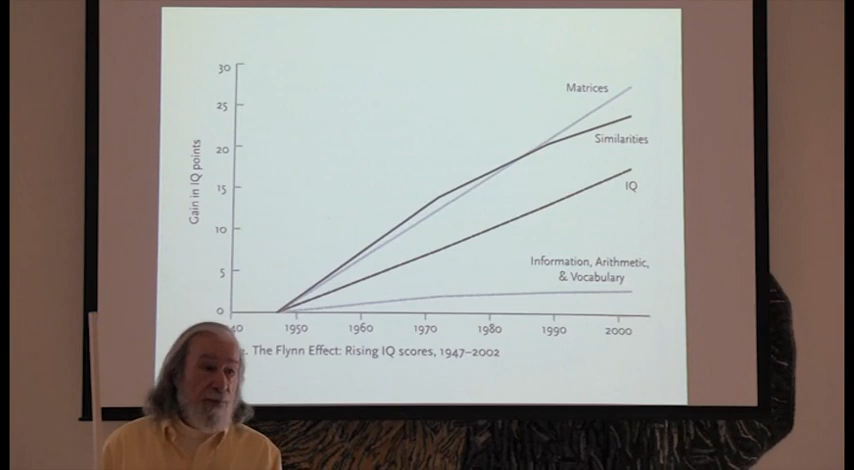 30
Matrices
25
Similarities
20
Gain in IQ points
15
IQ
10
Information, Arithmetic,
& Vocabulary
5
0
40 1950 1960 1970 1980 1990 2000
The Flynn Effect: Rising IQ scores, 1947–2002